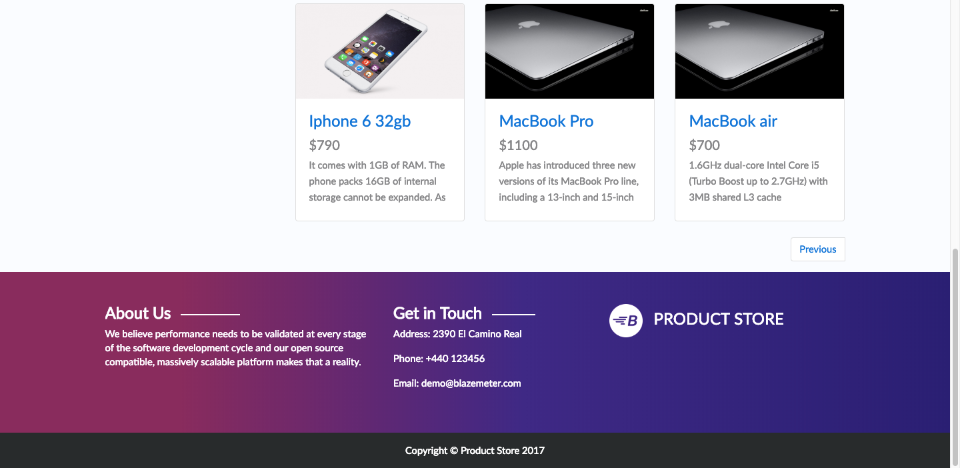 Iphone 6 32gb
$790
It comes with 1GB of RAM. The
phone packs 16GB of internal
storage cannot be expanded. As
MacBook Pro
$1100
Apple has introduced three new
versions of its MacBook Pro line,
including a 13-inch and 15-inch
MacBook air
$700
1.6GHz dual-core Intel Core i5
(Turbo Boost up to 2.7GHz) with
3MB shared L3 cache
Previous
About Us
We believe performance needs to be validated at every stage
of the software development cycle and our open source
compatible, massively scalable platform makes that a reality.
Get in Touch
Address: 2390 El Camino Real
Phone: +440 123456
Email: demo@blazemeter.com
B PRODUCT STORE
Copyright © Product Store 2017